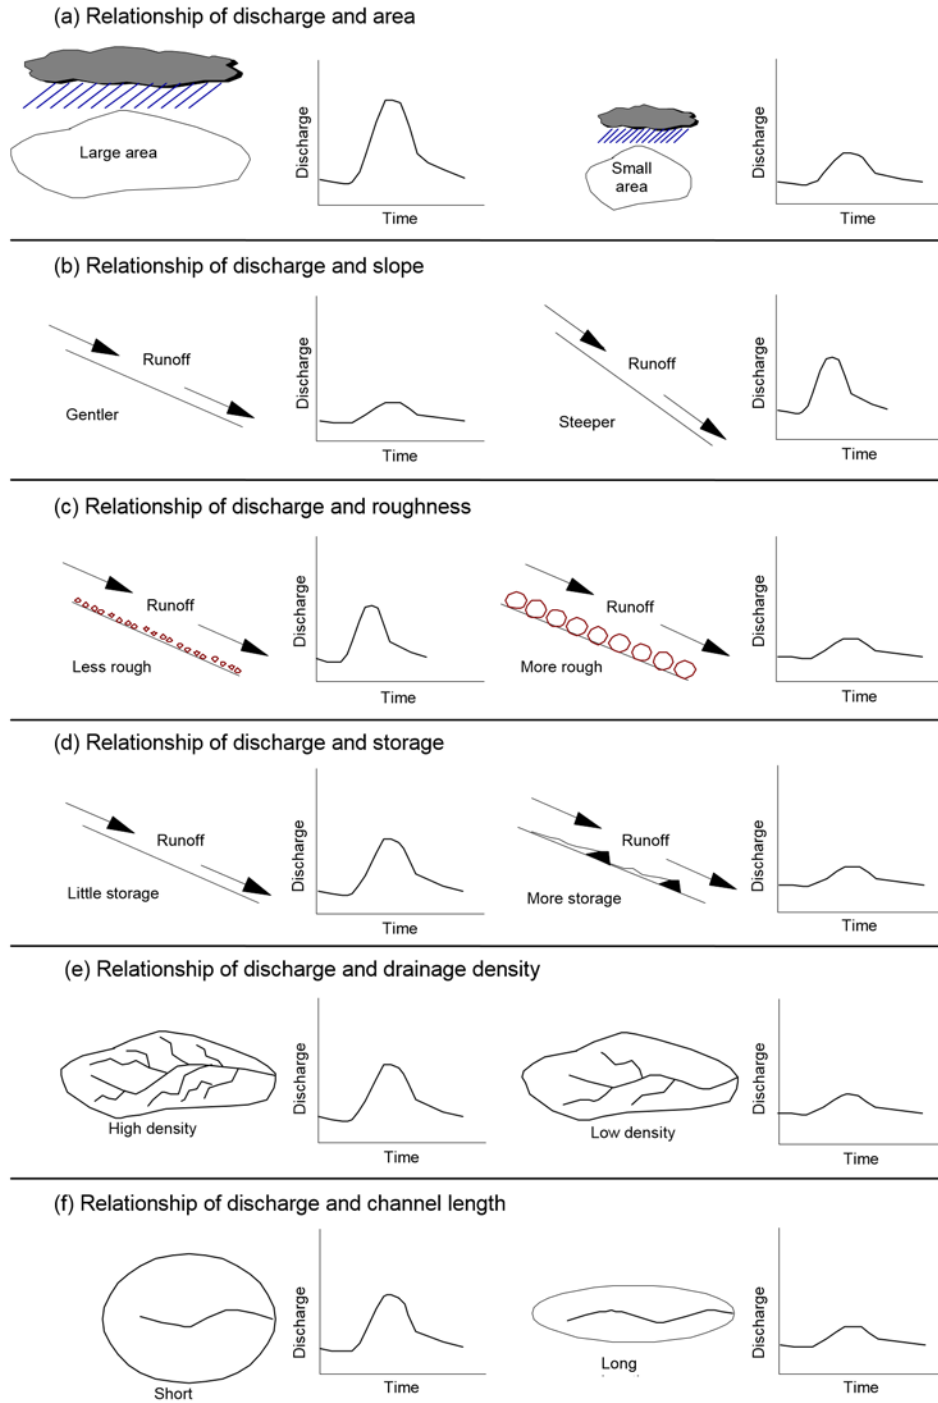 (a) Relationship of discharge and area
Large area
Discharge
Time
Small
area
Discharge
Time
(b) Relationship of discharge and slope
Runoff
Gentler
Discharge
Time
Runoff
Steeper
Discharge
Time
(c) Relationship of discharge and roughness
Runoff
Less rough
Discharge
Time
Runoff
More rough
Discharge
Time
(d) Relationship of discharge and storage
Runoff
Little storage
Discharge
Time
Runoff
More storage
Discharge
Time
(e) Relationship of discharge and drainage density
High density
Discharge
Time
Low density
Discharge
Time
(f) Relationship of discharge and channel length
Short
Discharge
Time
Long
Discharge
Time